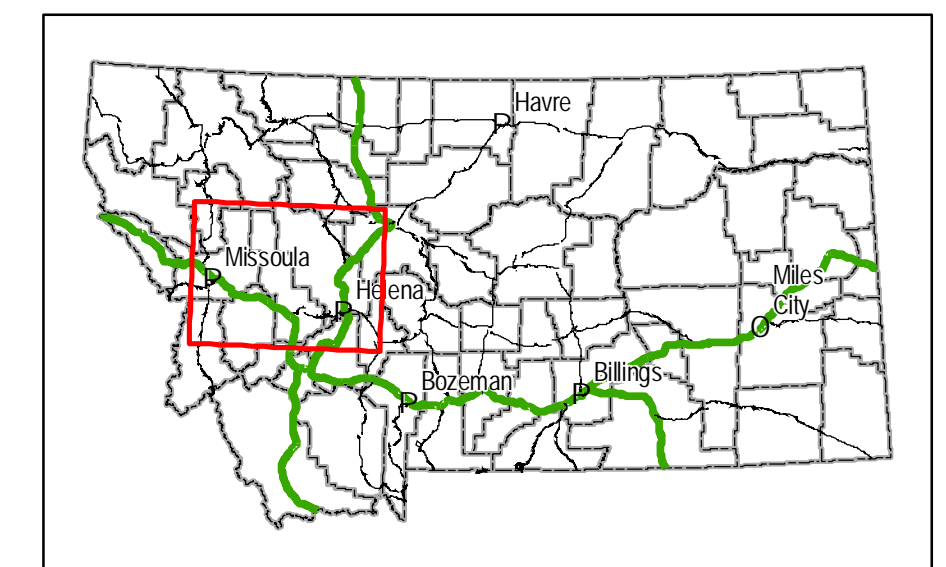 Havre
P
Missoula
P
Helena
P
Miles
City
O
Billings
P
Bozeman
P